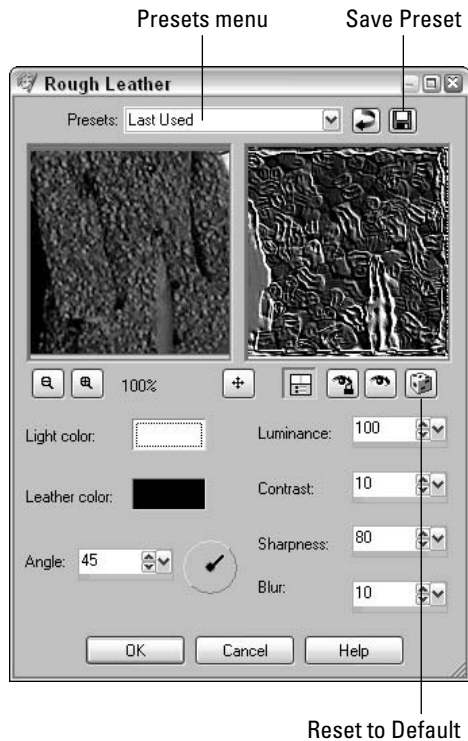 Presets menu Save Preset
Rough Leather
Presets: Last Used
100%
Light color: Luminance: 100
Leather color: Contrast: 10
Angle: 45 Sharpness: 80
Blur: 10
OK Cancel Help
Reset to Default